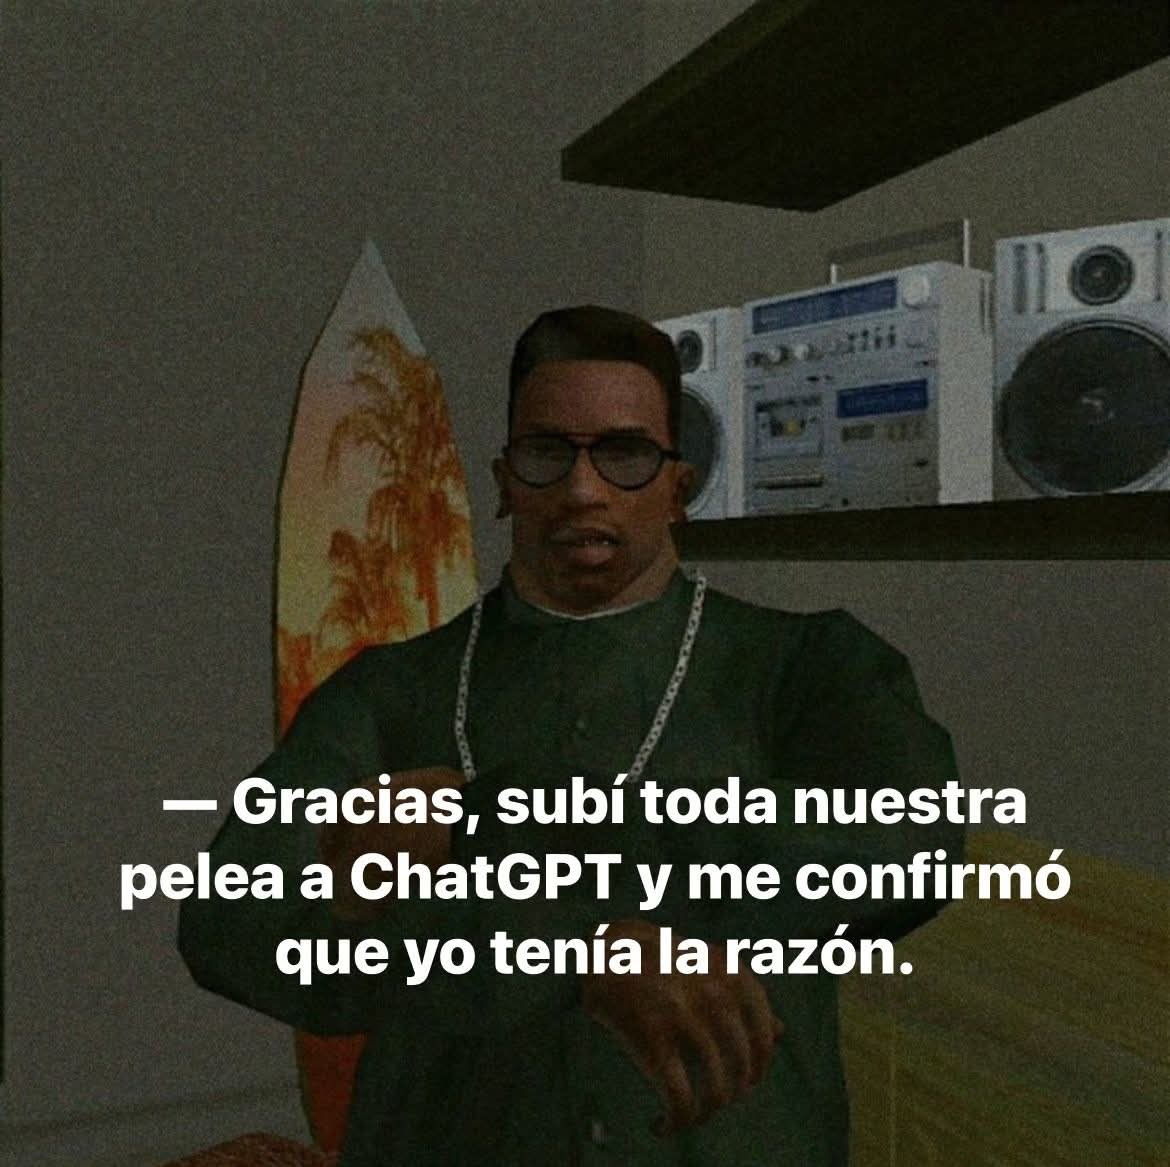 — Gracias, subí toda nuestra
pelea a ChatGPT y me confirmó
que yo tenía la razón.